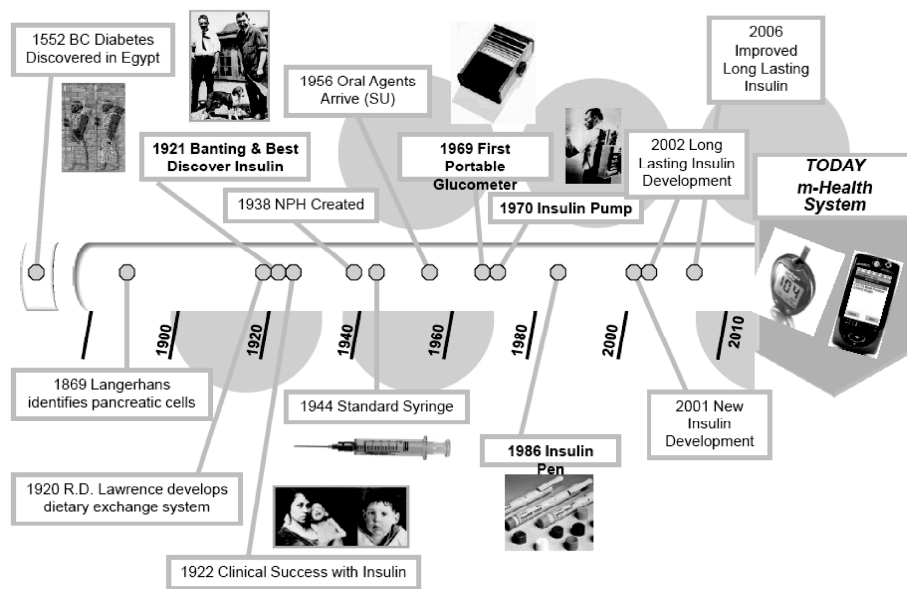 1552 BC Diabetes
Discovered in Egypt
1921 Banting & Best
Discover Insulin
1938 NPH Created
1956 Oral Agents
Arrive (SU)
1969 First
Portable
Glucometer
1970 Insulin Pump
2002 Long
Lasting Insulin
Development
2006
Improved
Long Lasting
Insulin
TODAY
m-Health
System
104
1900
1920
1940
1960
1980
2000
2010
1869 Langerhans
identifies pancreatic cells
1920 R.D. Lawrence develops
dietary exchange system
1922 Clinical Success with Insulin
1944 Standard Syringe
1986 Insulin
Pen
2001 New
Insulin
Development